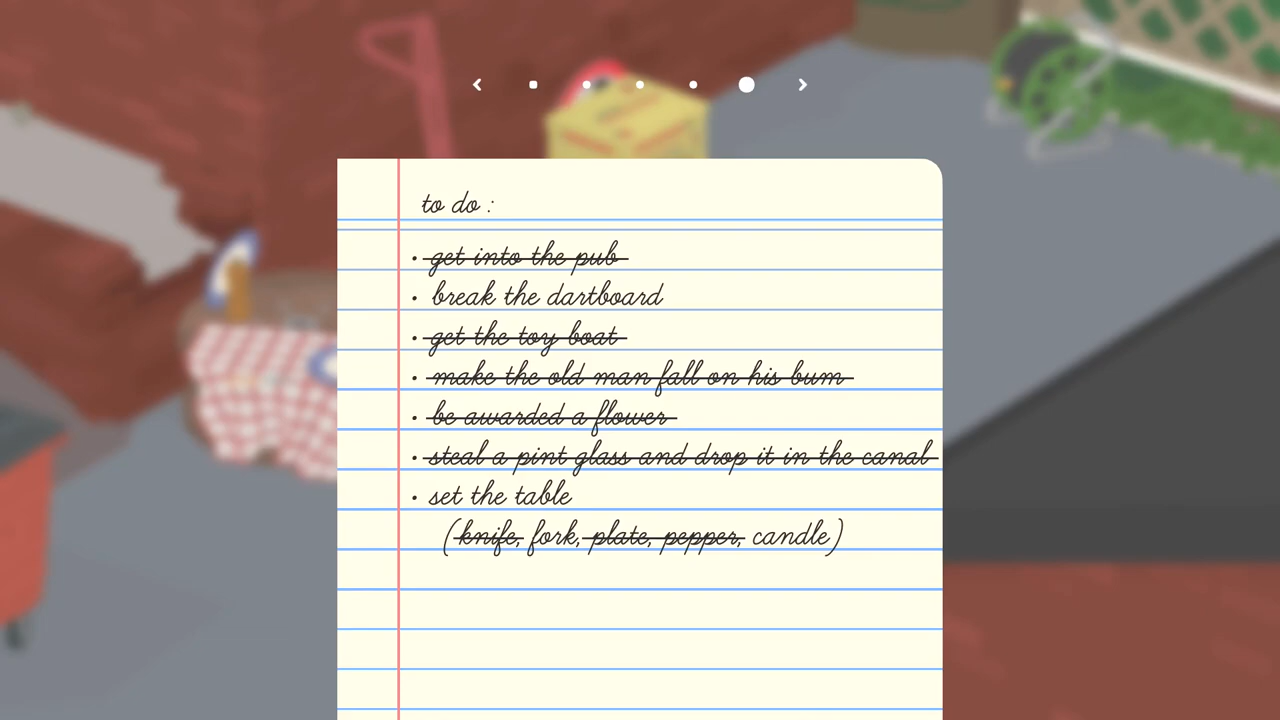 to do :
• get into the pub
• break the dartboard
• get the toy boat
• make the old man fall on his bum
• be awarded a flower
• steal a pint glass and drop it in the canal
• set the table
(knife, fork, plate, pepper, candle)